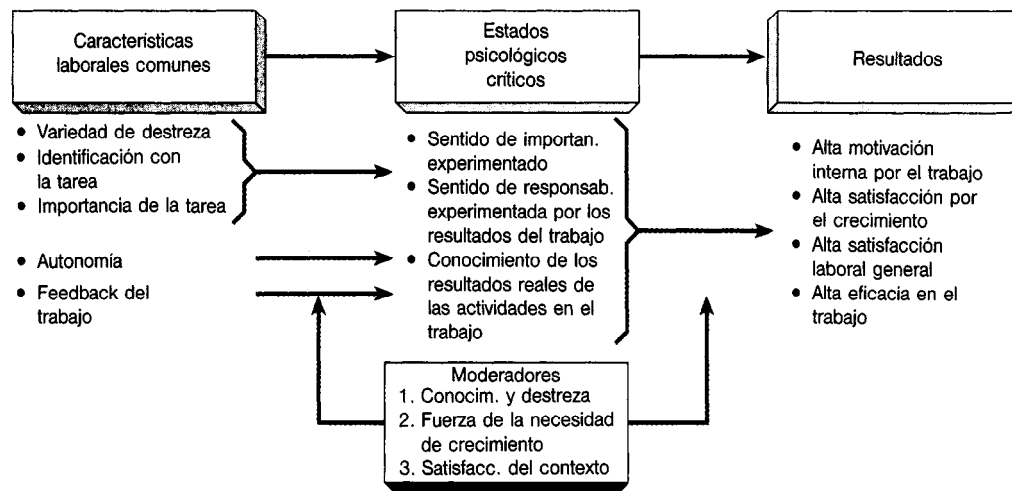 Características
laborales comunes
Estados
psicológicos
críticos
Resultados
• Variedad de destreza
• Identificación con
la tarea
• Importancia de la tarea
• Autonomía
• Feedback del
trabajo
• Sentido de importan.
experimentado
• Sentido de responsab.
experimentada por los
resultados del trabajo
• Conocimiento de los
resultados reales de
las actividades en el
trabajo
• Alta motivación
interna por el trabajo
• Alta satisfacción por
el crecimiento
• Alta satisfacción
laboral general
• Alta eficacia en el
trabajo
Moderadores
1. Conocim. y destreza
2. Fuerza de la necesidad
de crecimiento
3. Satisfacc. del contexto